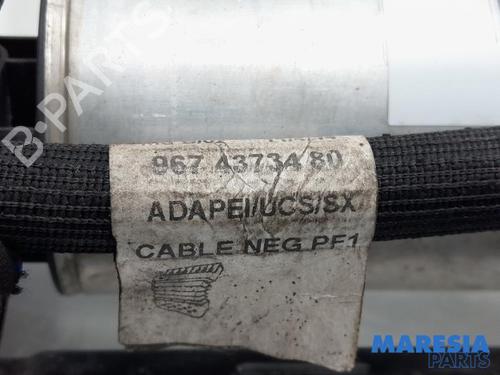 B-PARTS
967 43734 80
ADAPEI/UCS/SX
CABLE NEG PF1
MARESIA
PARTS